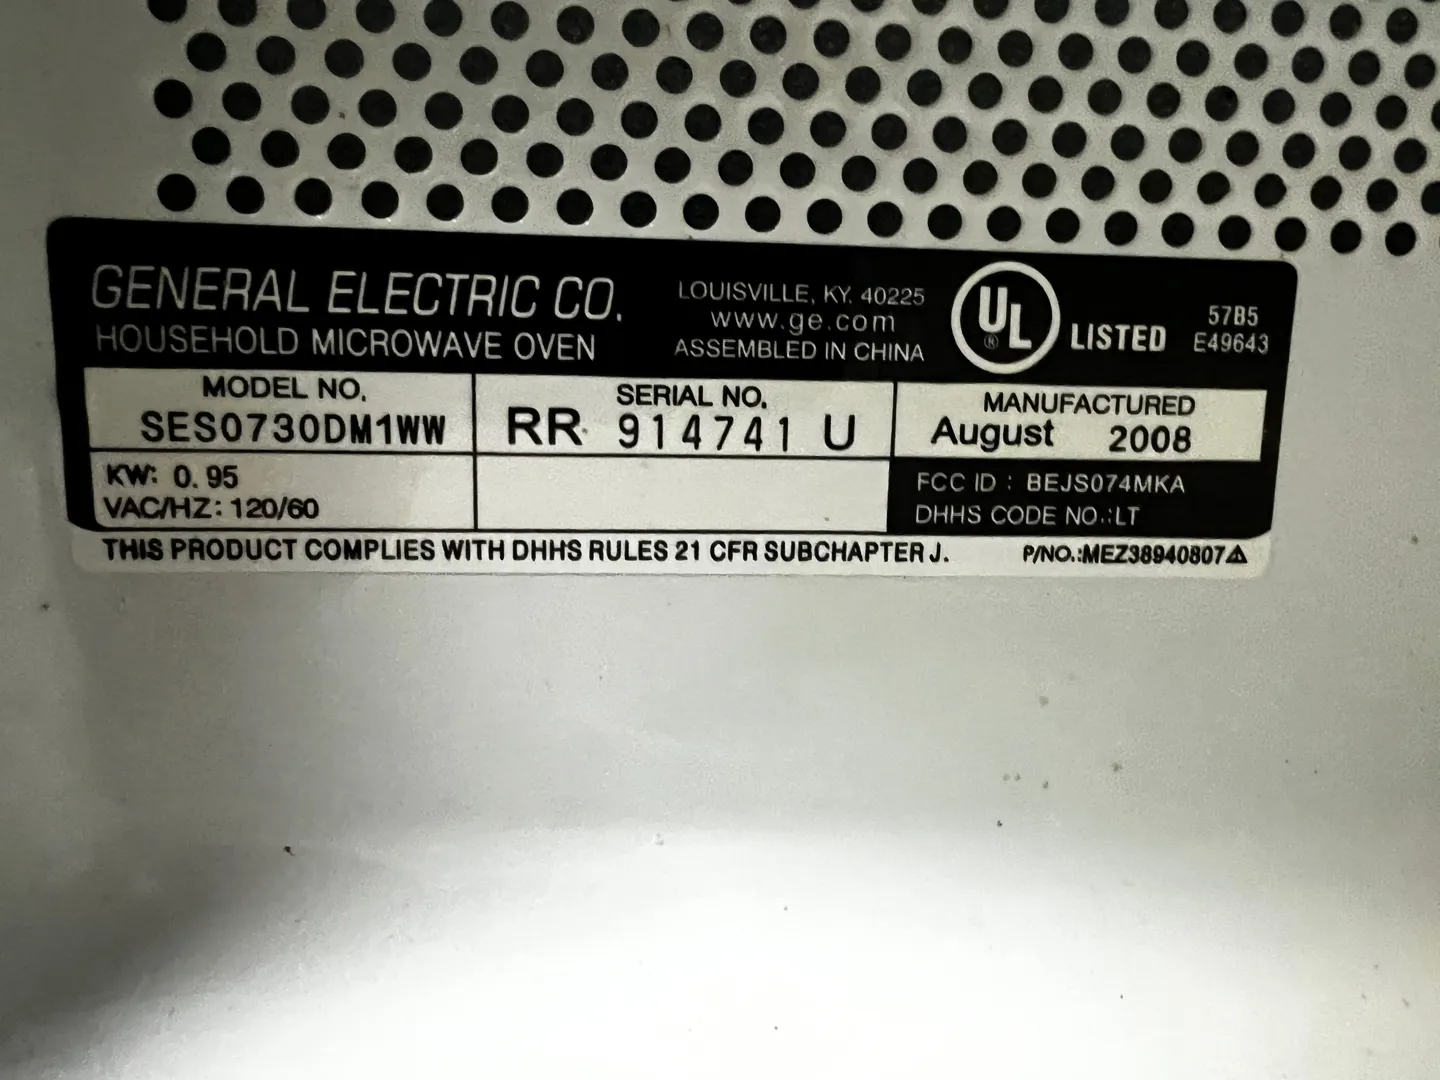 GENERAL ELECTRIC CO.
HOUSEHOLD MICROWAVE OVEN
LOUISVILLE, KY. 40225
www.ge.com
ASSEMBLED IN CHINA
UL
®
LISTED
57B5
E49643
MODEL NO.
SES0730DM1WW
SERIAL NO.
RR 914741 U
MANUFACTURED
August 2008
KW: 0.95
VAC/HZ: 120/60
FCC ID : BEJS074MKA
DHHS CODE NO.:LT
THIS PRODUCT COMPLIES WITH DHHS RULES 21 CFR SUBCHAPTER J.
P/NO.:MEZ38940807